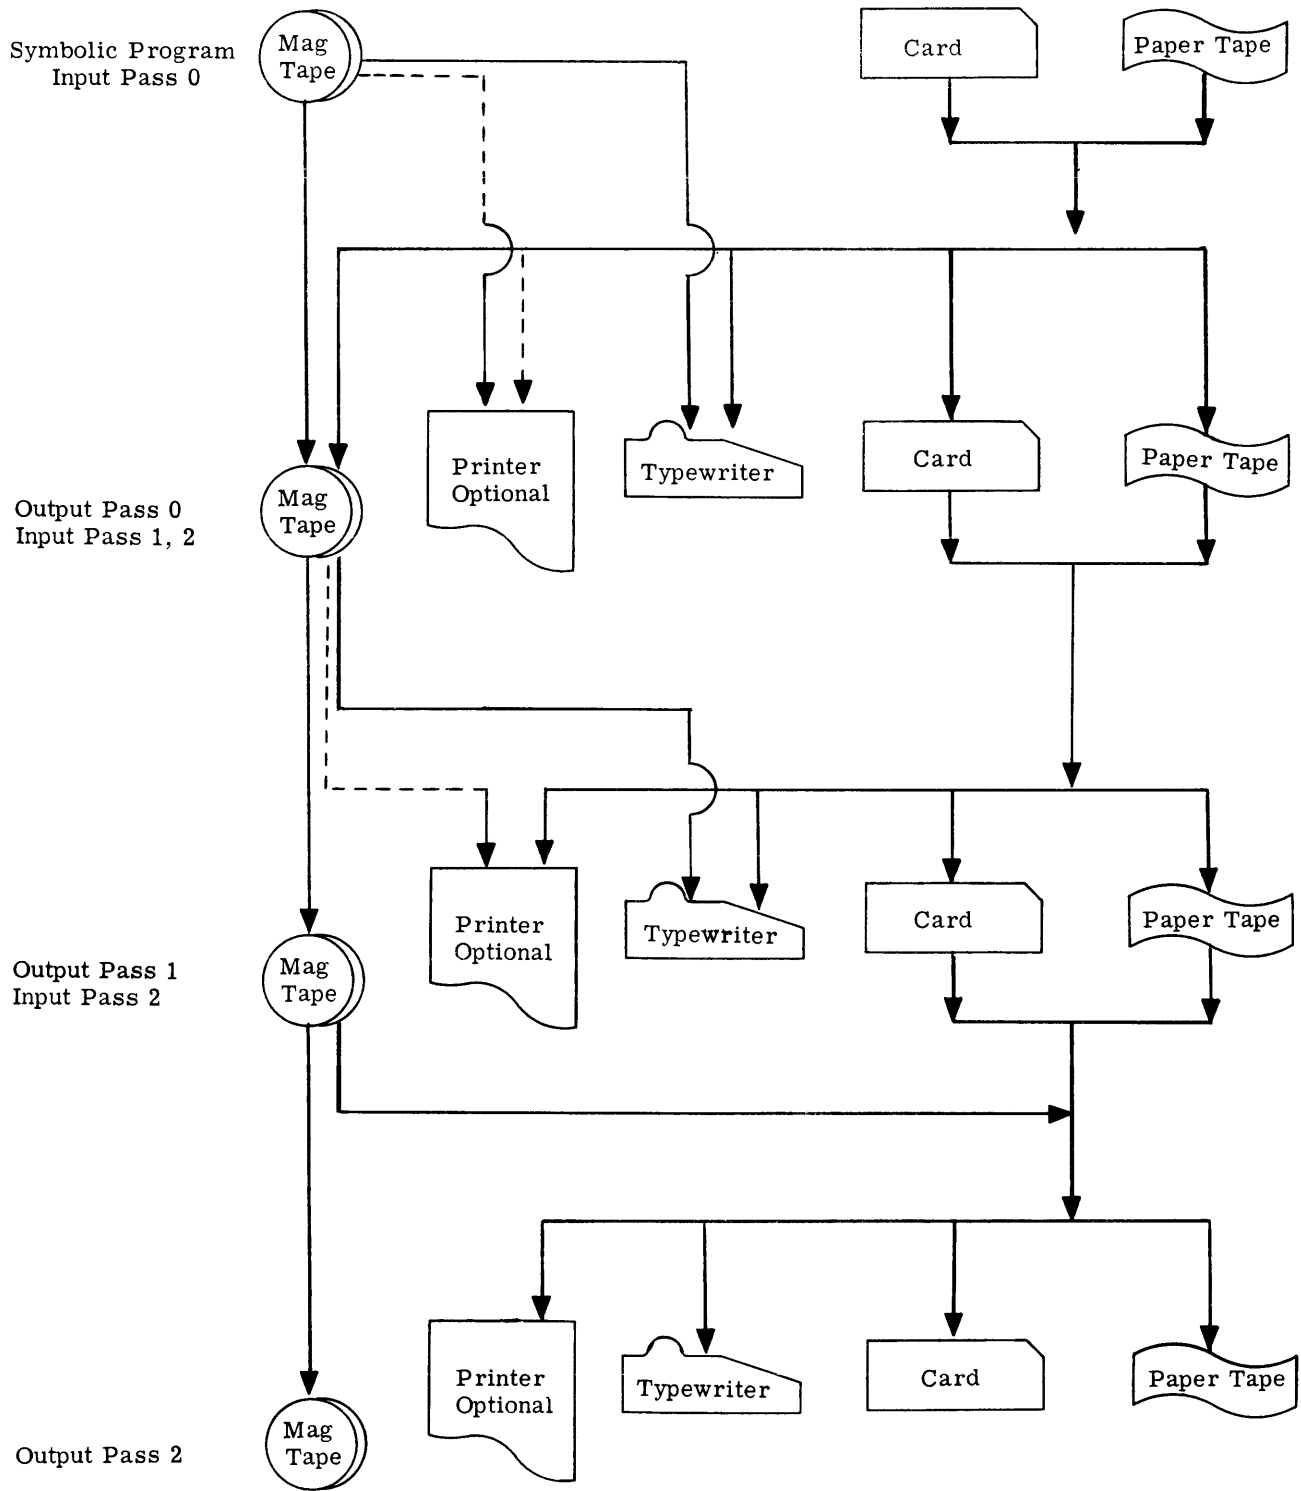 Symbolic Program
Input Pass 0
Mag
Tape
Card
Paper Tape
Output Pass 0
Input Pass 1, 2
Mag
Tape
Printer
Optional
Typewriter
Card
Paper Tape
Output Pass 1
Input Pass 2
Mag
Tape
Printer
Optional
Typewriter
Card
Paper Tape
Output Pass 2
Mag
Tape
Printer
Optional
Typewriter
Card
Paper Tape